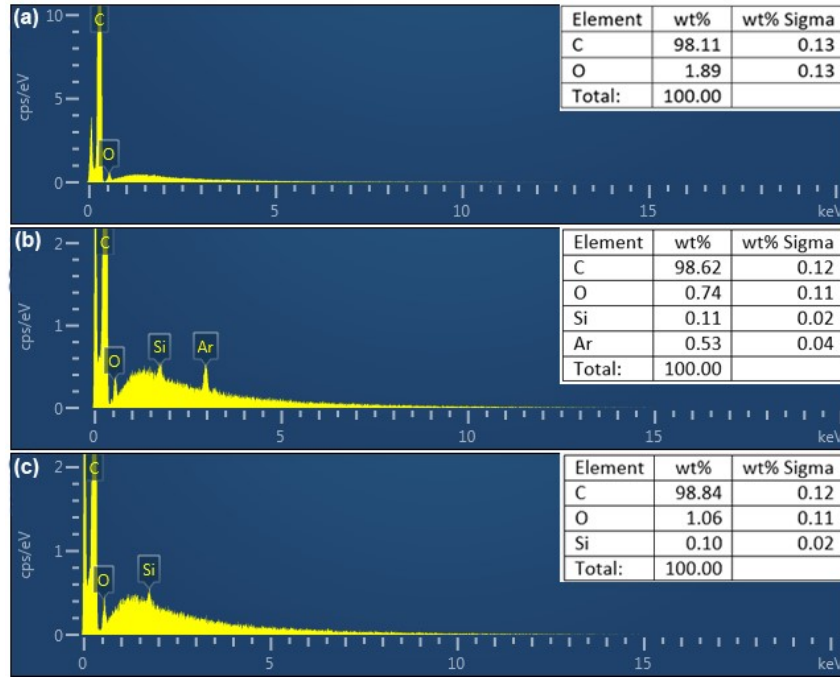 (a)
10
5
0
cps/eV
C
O
0
5
10
15
keV
Element wt% wt% Sigma
C 98.11 0.13
O 1.89 0.13
Total: 100.00
(b)
2
1
0
cps/eV
C
O
Si
Ar
0
5
10
15
keV
Element wt% wt% Sigma
C 98.62 0.12
O 0.74 0.11
Si 0.11 0.02
Ar 0.53 0.04
Total: 100.00
(c)
2
1
0
cps/eV
C
O
Si
0
5
10
15
keV
Element wt% wt% Sigma
C 98.84 0.12
O 1.06 0.11
Si 0.10 0.02
Total: 100.00